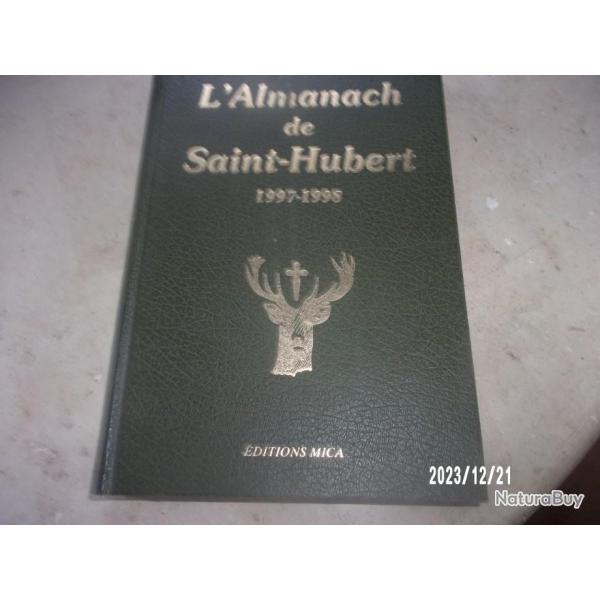 L'Almanach
de
Saint-Hubert
1997-1998
EDITIONS MICA
2023/12/21
NaturaBuy